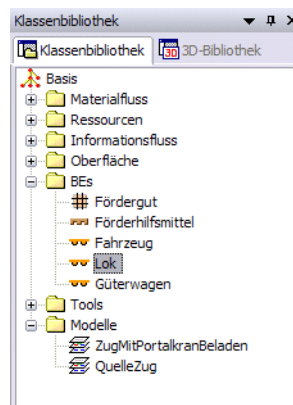 Klassenbibliothek
Klassenbibliothek 3D-Bibliothek
Basis
Materialfluss
Ressourcen
Informationsfluss
Oberfläche
BEs
Fördergut
Förderhilfsmittel
Fahrzeug
Lok
Güterwagen
Tools
Modelle
ZugMitPortalkranBeladen
QuelleZug